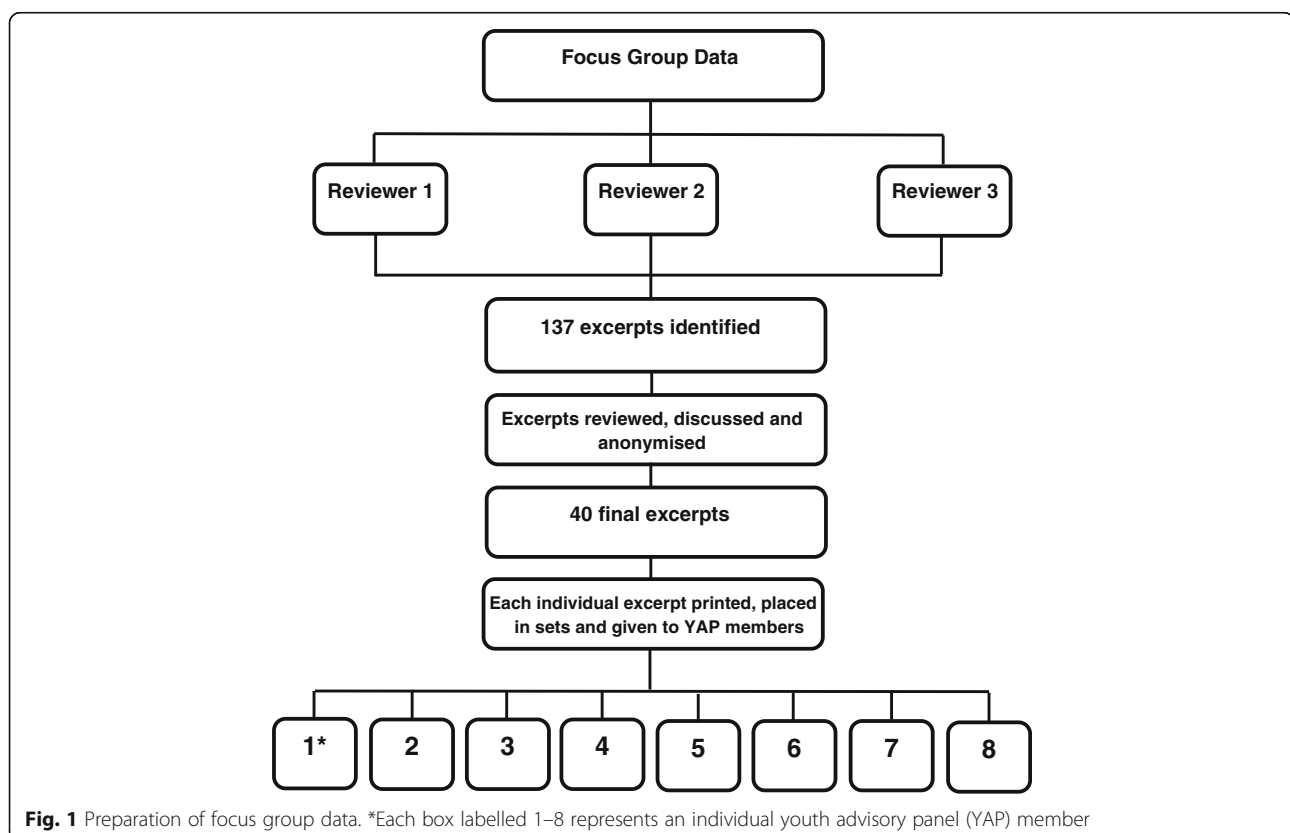 Focus Group Data
Reviewer 1
Reviewer 2
Reviewer 3
137 excerpts identified
Excerpts reviewed, discussed and
anonymised
40 final excerpts
Each individual excerpt printed, placed
in sets and given to YAP members
1*
2
3
4
5
6
7
8
Fig. 1 Preparation of focus group data. *Each box labelled 1–8 represents an individual youth advisory panel (YAP) member